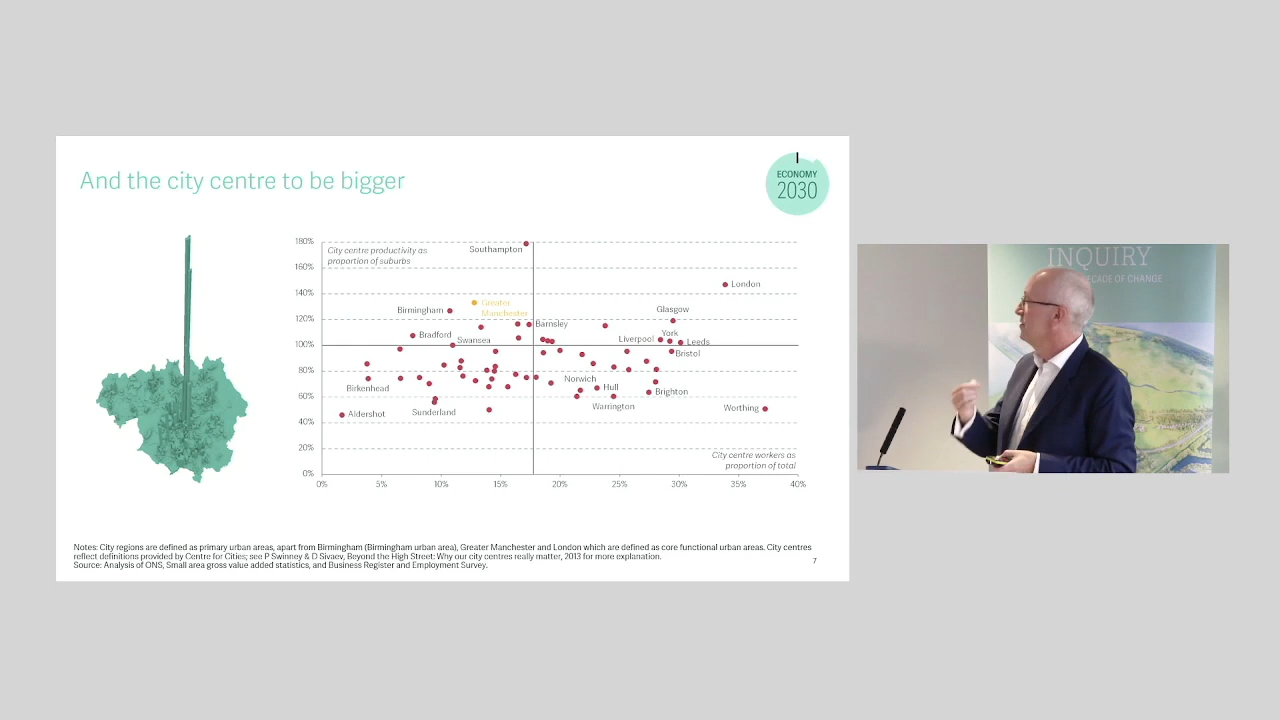 And the city centre to be bigger
ECONOMY
2030
180%
160%
140%
120%
100%
80%
60%
40%
20%
0%
City centre productivity as
proportion of suburbs
Southampton
London
Greater
Manchester
Birmingham
Glasgow
Barnsley
Bradford
Swansea
York
Liverpool
Leeds
Bristol
Birkenhead
Norwich
Hull
Brighton
Warrington
Worthing
Aldershot
Sunderland
City centre workers as
proportion of total
0%
5%
10%
15%
20%
25%
30%
35%
40%
Notes: City regions are defined as primary urban areas, apart from Birmingham (Birmingham urban area), Greater Manchester and London which are defined as core functional urban areas. City centres
reflect definitions provided by Centre for Cities; see P Swinney & D Sivaev, Beyond the High Street: Why our city centres really matter, 2013 for more explanation.
Source: Analysis of ONS, Small area gross value added statistics, and Business Register and Employment Survey.
7
INQUIRY
DECADE OF CHANGE